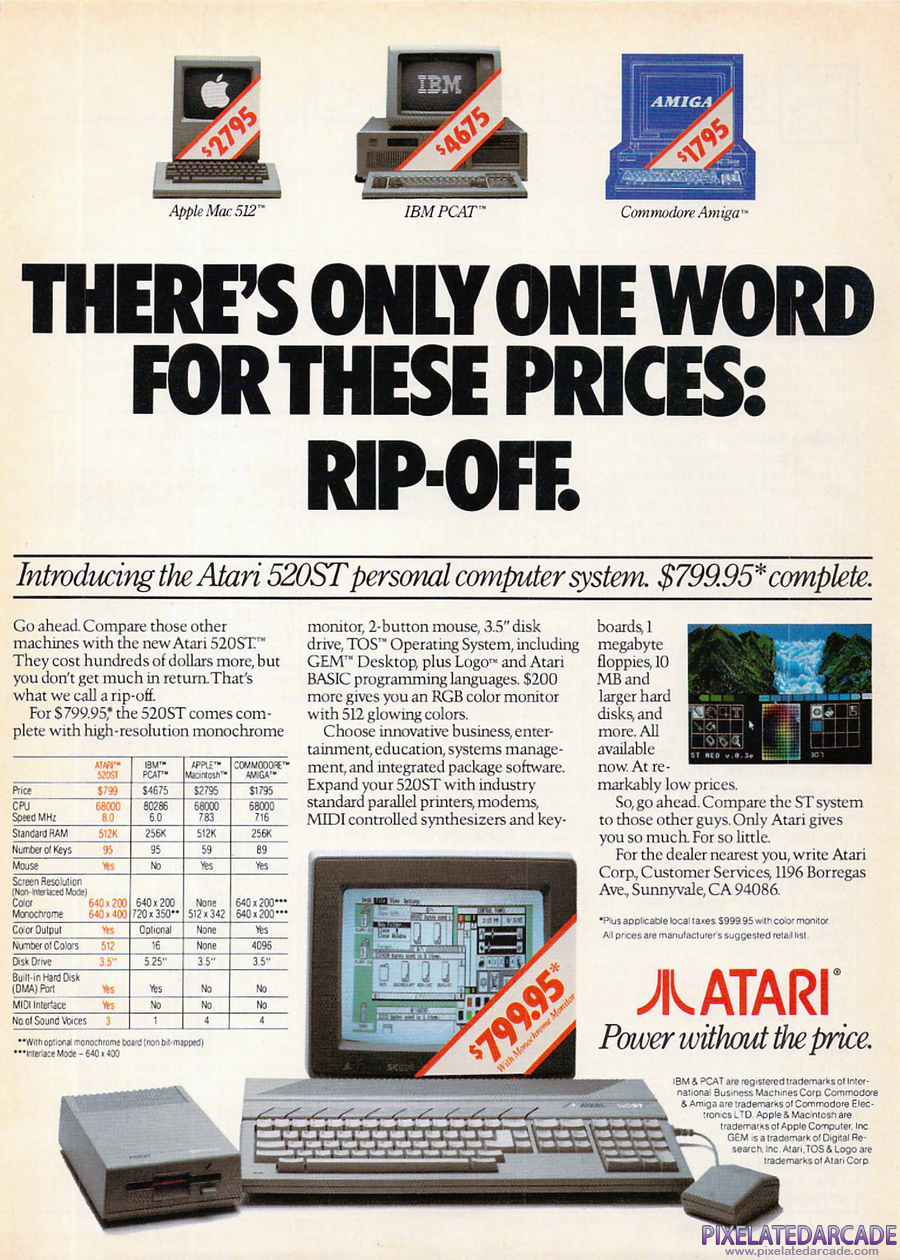 IBM
AMIGA
$2795
$4675
$1795
Apple Mac 512™
IBM PCAT™
Commodore Amiga™
THERE'S ONLY ONE WORD
FOR THESE PRICES:
RIP-OFF.
Introducing the Atari 520ST personal computer system. $799.95* complete.
Go ahead. Compare those other
machines with the new Atari 520ST.™
They cost hundreds of dollars more, but
you don't get much in return. That's
what we call a rip-off.
For $799.95,* the 520ST comes com-
plete with high-resolution monochrome
ATARI™ 520ST IBM™ PCAT™ APPLE™ Macintosh™ COMMODORE™ AMIGA™
Price $799 $4675 $2795 $1795
CPU 68000 80286 68000 68000
Speed MHz 8.0 6.0 7.83 7.16
Standard RAM 512K 256K 512K 256K
Number of Keys 95 95 59 89
Mouse Yes No Yes Yes
Screen Resolution
(Non-Interlaced Mode)
Color 640 x 200 640 x 200 None 640 x 200***
Monochrome 640 x 400 720 x 350** 512 x 342 640 x 200***
Color Output Yes Optional None Yes
Number of Colors 512 16 None 4096
Disk Drive 3.5" 5.25" 3.5" 3.5"
Built-in Hard Disk
(DMA) Port Yes Yes No No
MIDI Interface Yes No No No
No. of Sound Voices 3 1 4 4
**With optional monochrome board (non bit-mapped)
***Interlace Mode – 640 x 400
monitor, 2-button mouse, 3.5" disk
drive, TOS™ Operating System, including
GEM™ Desktop, plus Logo™ and Atari
BASIC programming languages. $200
more gives you an RGB color monitor
with 512 glowing colors.
Choose innovative business, enter-
tainment, education, systems manage-
ment, and integrated package software.
Expand your 520ST with industry
standard parallel printers, modems,
MIDI controlled synthesizers and key-
boards, 1
megabyte
floppies, 10
MB and
larger hard
disks, and
more. All
available
now. At re-
markably low prices.
So, go ahead. Compare the ST system
to those other guys. Only Atari gives
you so much. For so little.
For the dealer nearest you, write Atari
Corp., Customer Services, 1196 Borregas
Ave., Sunnyvale, CA 94086.
*Plus applicable local taxes. $999.95 with color monitor.
All prices are manufacturer's suggested retail list.
ST NEO v.0.3e
Desk File View Options
CONTROL PANEL
$799.95*
With Monochrome Monitor
ATARI®
Power without the price.
IBM & PCAT are registered trademarks of Inter-
national Business Machines Corp. Commodore
& Amiga are trademarks of Commodore Elec-
tronics LTD. Apple & Macintosh are
trademarks of Apple Computer, Inc.
GEM is a trademark of Digital Re-
search, Inc. Atari, TOS & Logo are
trademarks of Atari Corp.
PIXELATEDARCADE
www.pixelatedarcade.com